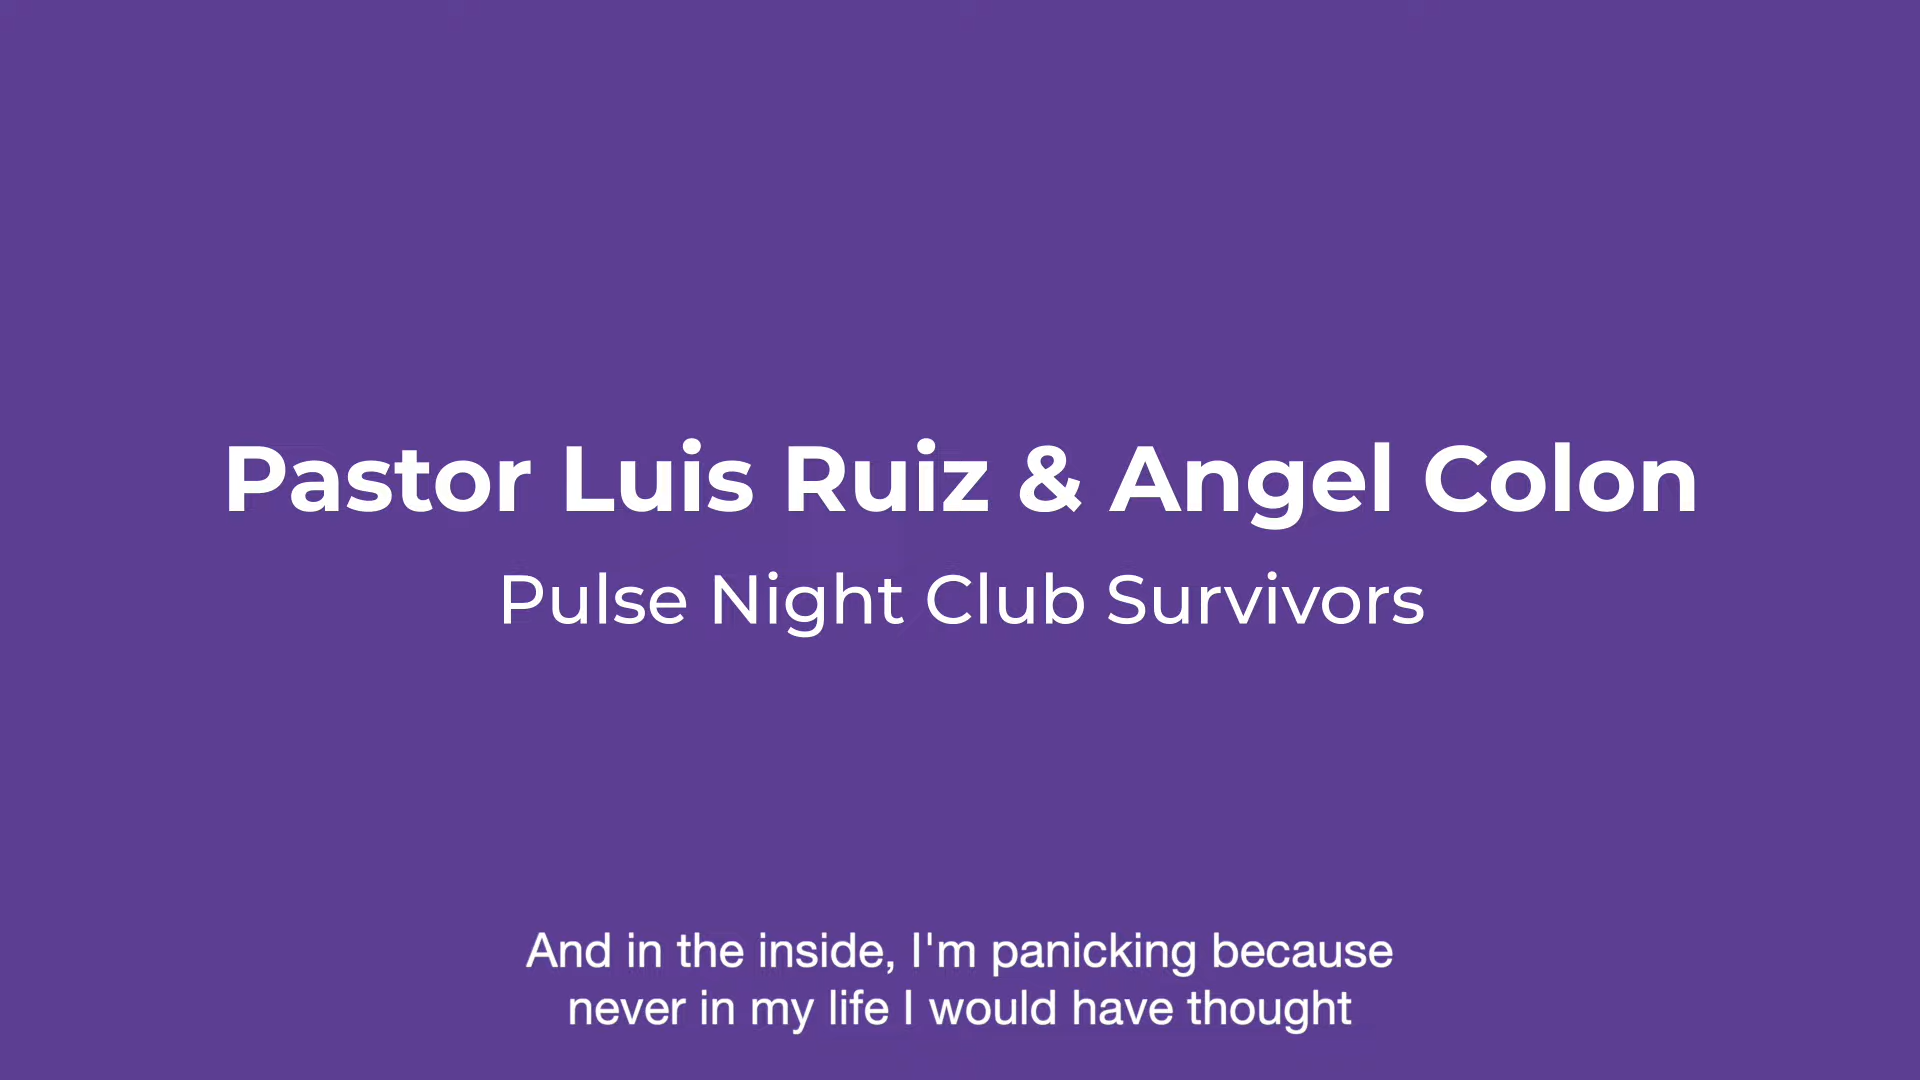 Pastor Luis Ruiz & Angel Colon
Pulse Night Club Survivors
And in the inside, I'm panicking because
never in my life I would have thought